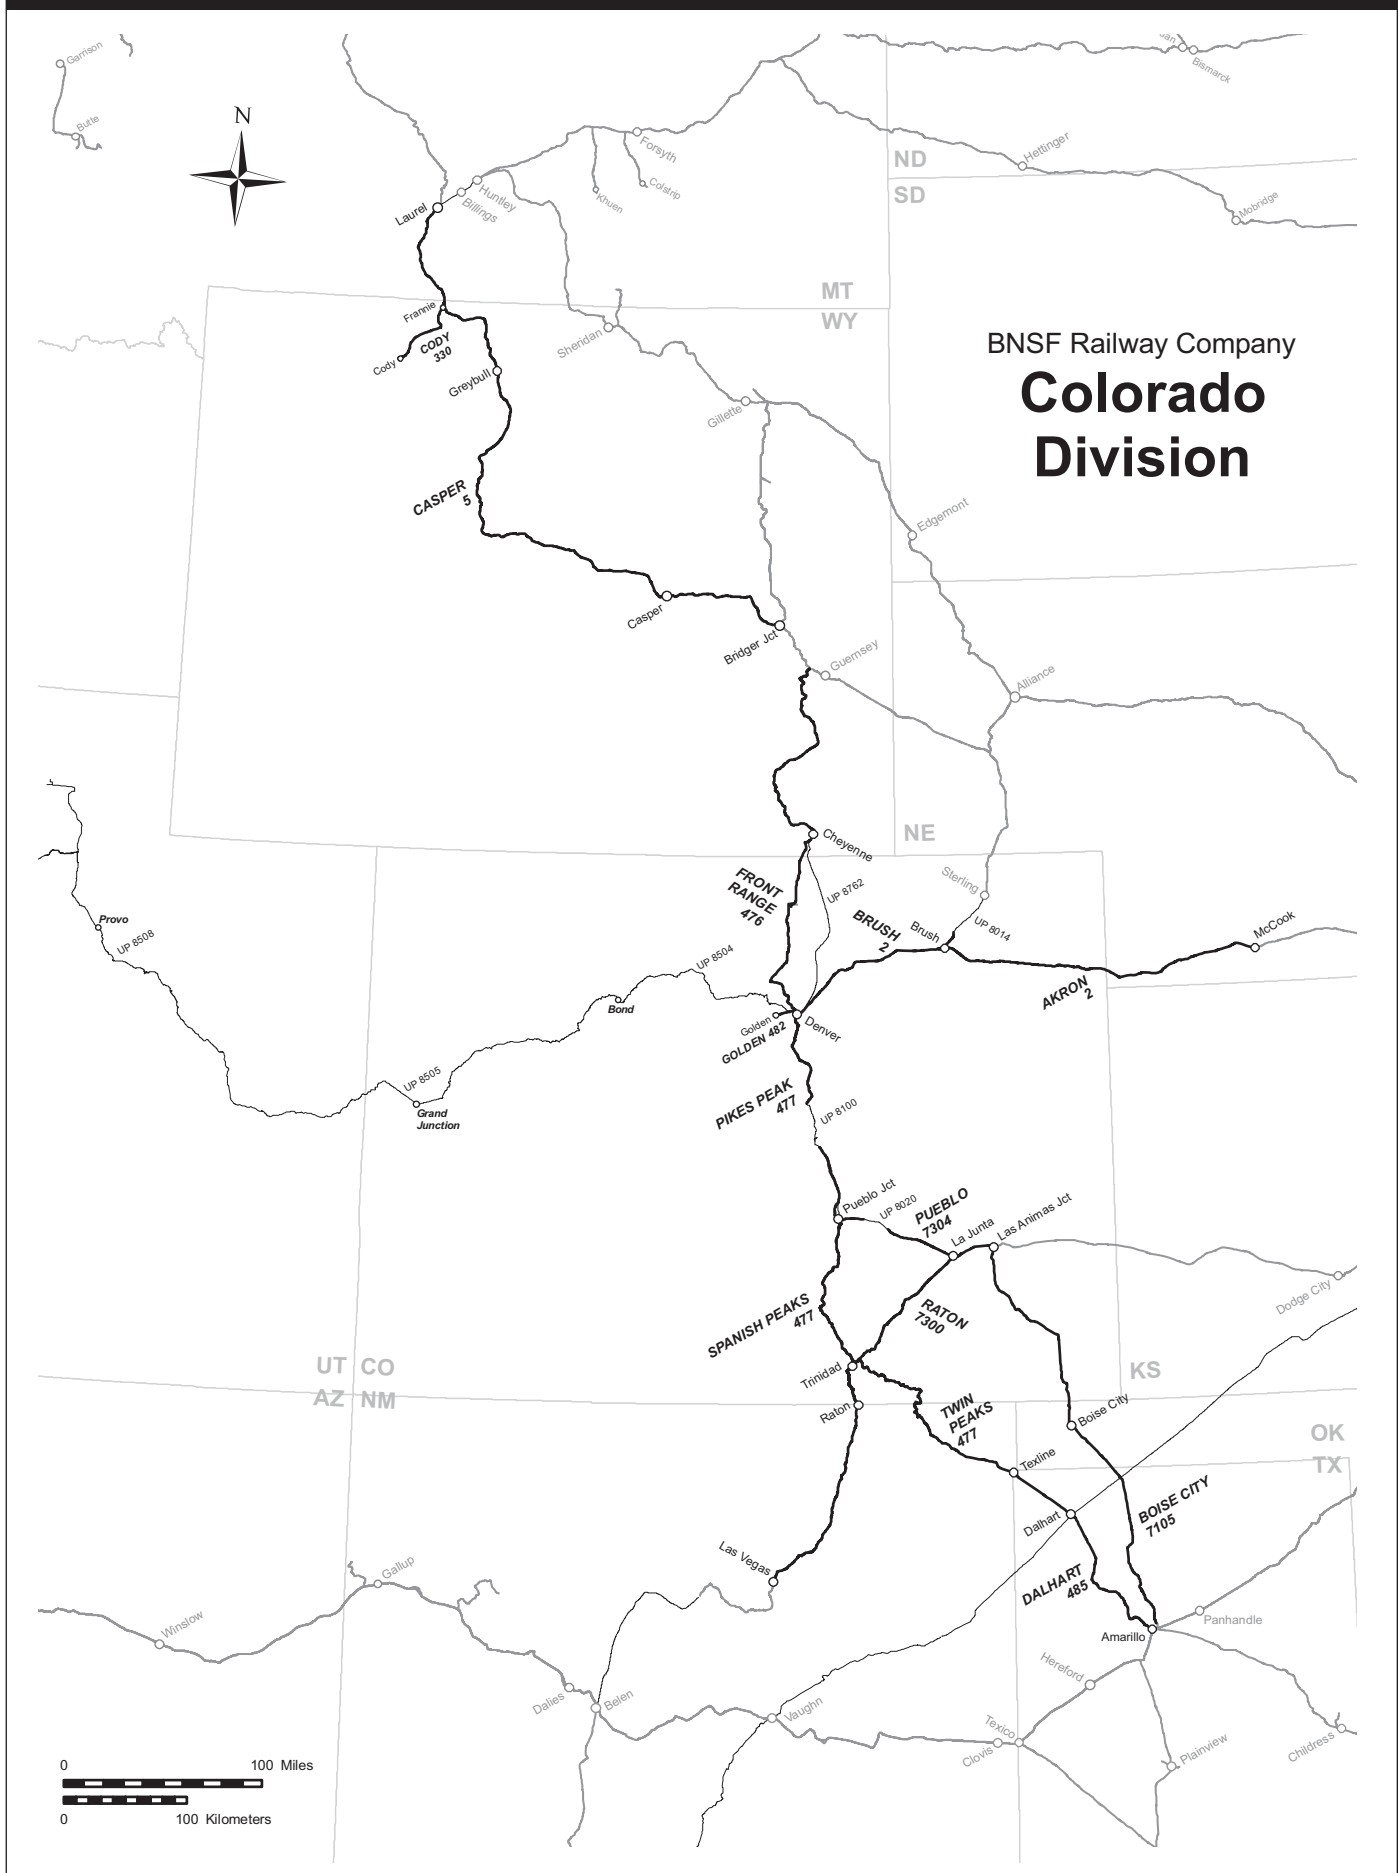 Garrison
Butte
N
uan
Bismarck
Forsyth
Colstrip
Khuen
Huntley
Billings
Laurel
Hettinger
ND
SD
Mobridge
MT
WY
Frannie
CODY
330
Cody
Greybull
Sheridan
Gillette
BNSF Railway Company
Colorado
Division
CASPER
5
Edgemont
Casper
Bridger Jct
Guernsey
Alliance
Cheyenne
NE
FRONT
RANGE
476
UP 8762
Sterling
BRUSH
2
Brush
UP 8014
McCook
AKRON
2
Provo
UP 8508
UP 8504
Bond
Golden
GOLDEN 482
Denver
UP 8505
Grand
Junction
PIKES PEAK
477
UP 8100
Pueblo Jct
UP 8020
PUEBLO
7304
La Junta
Las Animas Jct
Dodge City
SPANISH PEAKS
477
RATON
7300
UT CO
AZ NM
Trinidad
Raton
KS
TWIN
PEAKS
477
Boise City
OK
TX
Texline
Dalhart
BOISE CITY
7105
Las Vegas
Gallup
DALHART
485
Winslow
Panhandle
Amarillo
Hereford
Dalies
Belen
Vaughn
Texico
Clovis
Plainview
Childress
0 100 Miles
0 100 Kilometers